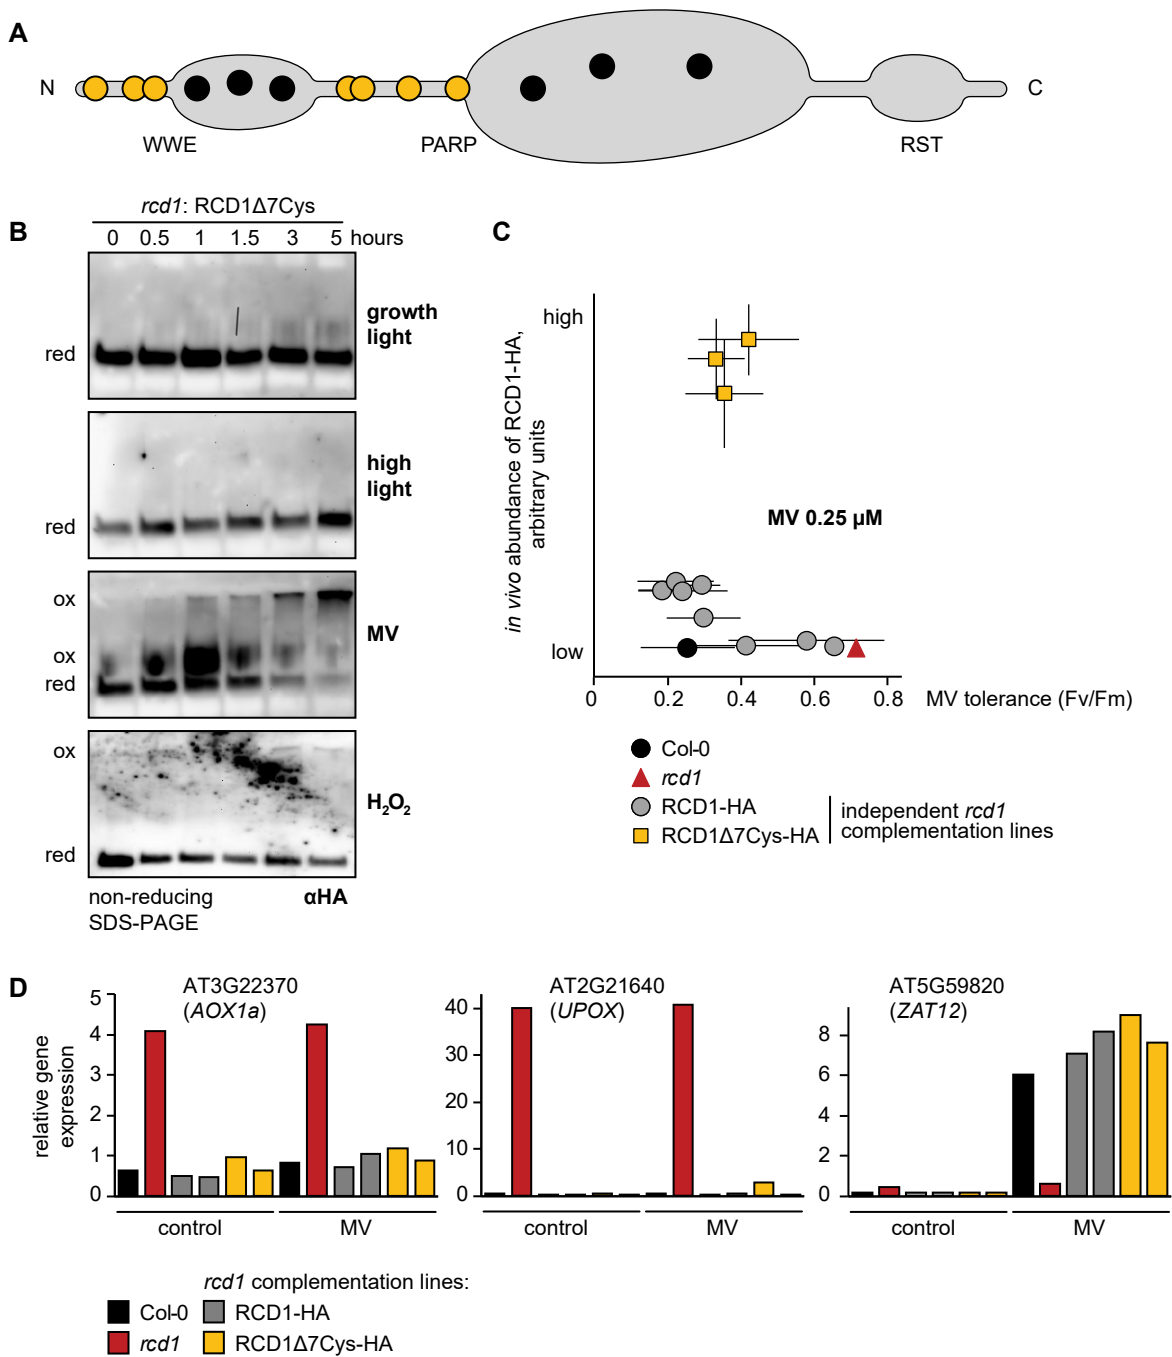 A
N
C
WWE
PARP
RST
B
rcd1: RCD1Δ7Cys
0 0.5 1 1.5 3 5 hours
growth
light
red
high
light
red
ox
MV
ox
red
ox
H₂O₂
red
non-reducing
SDS-PAGE
αHA
C
in vivo abundance of RCD1-HA,
arbitrary units
high
low
MV 0.25 µM
0 0.2 0.4 0.6 0.8
MV tolerance (Fv/Fm)
Col-0
rcd1
RCD1-HA
RCD1Δ7Cys-HA
independent rcd1
complementation lines
D
relative gene
expression
AT3G22370
(AOX1a)
5
4
3
2
1
0
control MV
AT2G21640
(UPOX)
40
30
20
10
0
control MV
AT5G59820
(ZAT12)
8
6
4
2
0
control MV
rcd1 complementation lines:
Col-0 RCD1-HA
rcd1 RCD1Δ7Cys-HA